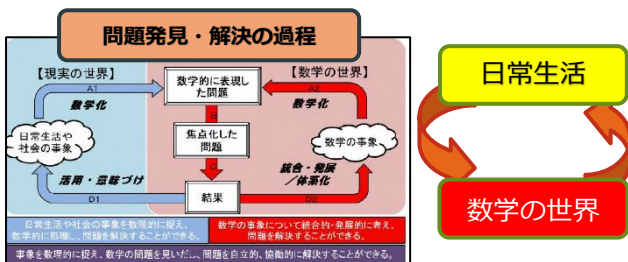 問題発見・解決の過程
【現実の世界】
【数学の世界】
A1
数学化
数学的に表現し
た問題
A2
数学化
B
日常生活や
社会の事象
焦点化した
問題
数学の事象
C
活用・意味づけ
統合・発展
/体系化
D1
結果
D2
日常生活や社会の事象を数理的に捉え、
数学的に処理し、問題を解決することができる。
数学の事象について統合的・発展的に考え、
問題を解決することができる。
事象を数理的に捉え、数学の問題を見いだし、問題を自立的、協働的に解決することができる。
日常生活
数学の世界